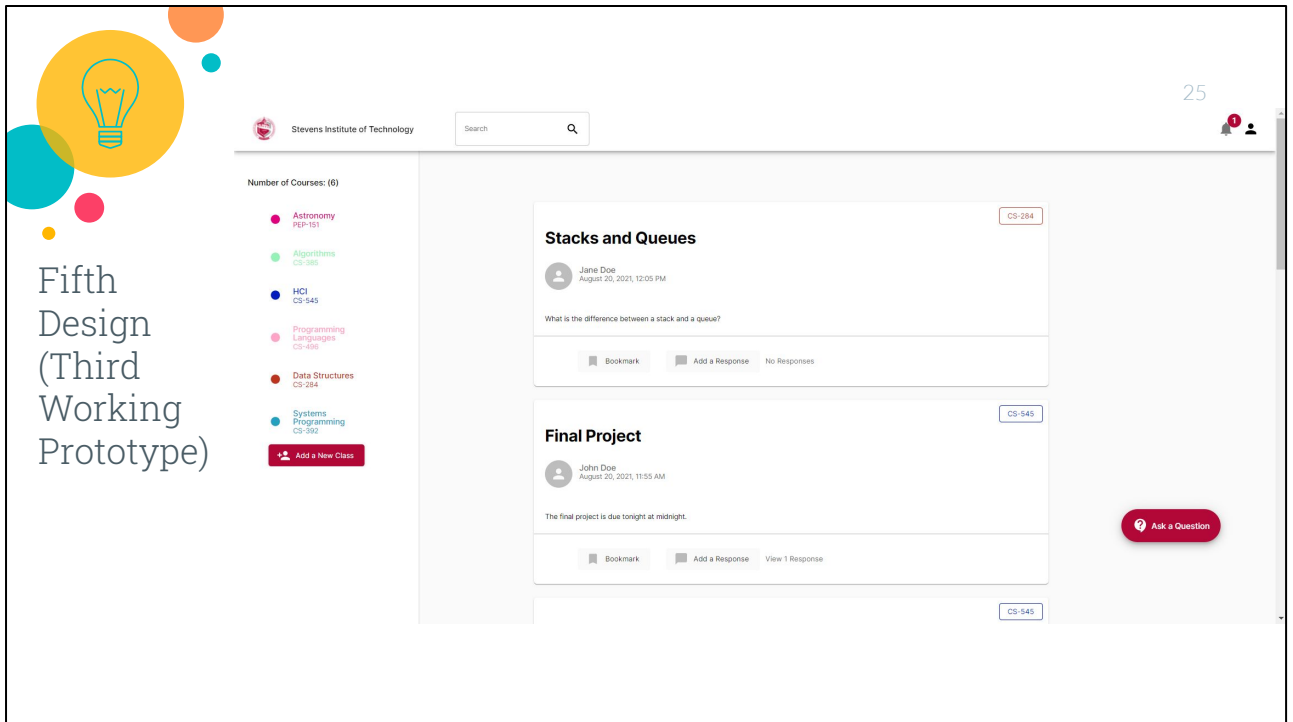 25
Fifth
Design
(Third
Working
Prototype)
Stevens Institute of Technology
Search
1
Number of Courses: (6)
Astronomy
PEP-151
Algorithms
CS-385
HCI
CS-545
Programming
Languages
CS-496
Data Structures
CS-284
Systems
Programming
CS-392
Add a New Class
CS-284
Stacks and Queues
Jane Doe
August 20, 2021, 12:05 PM
What is the difference between a stack and a queue?
Bookmark Add a Response No Responses
CS-545
Final Project
John Doe
August 20, 2021, 11:55 AM
The final project is due tonight at midnight.
Bookmark Add a Response View 1 Response
Ask a Question
CS-545